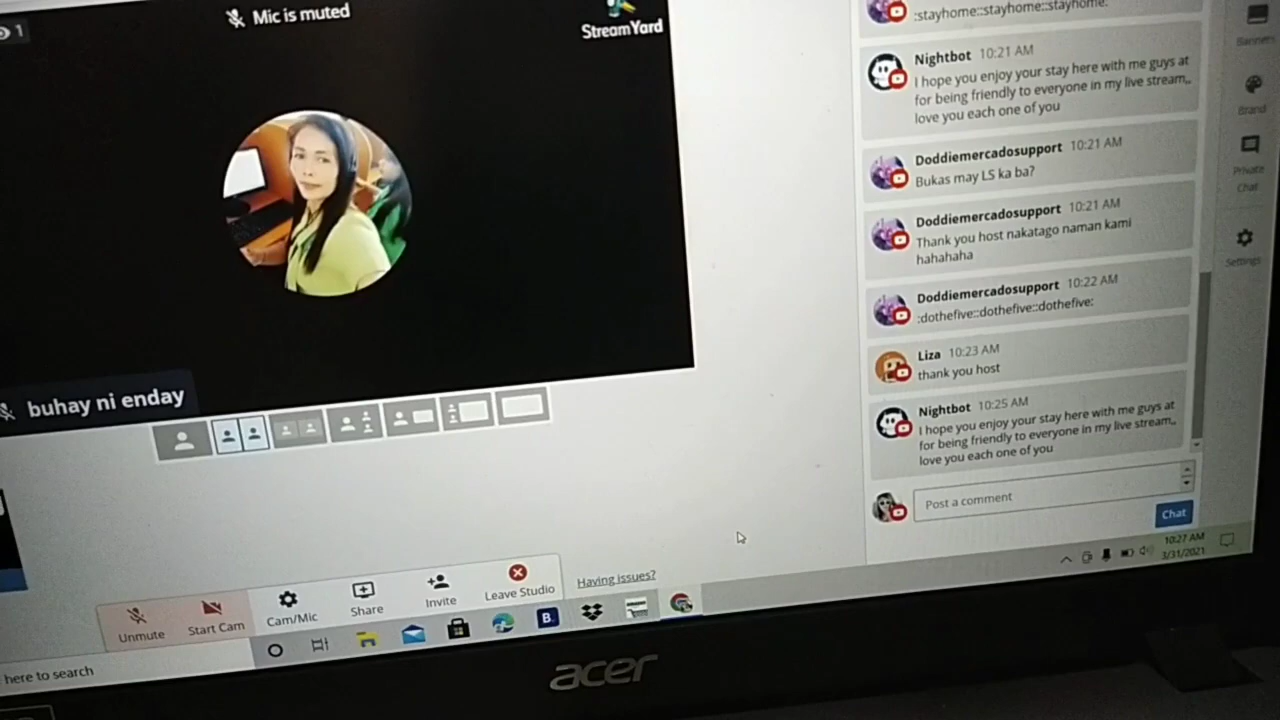 1
Mic is muted
StreamYard
buhay ni enday
:stayhome::stayhome::stayhome:
Nightbot 10:21 AM
I hope you enjoy your stay here with me guys at
for being friendly to everyone in my live stream,,
love you each one of you
Doddiemercadosupport 10:21 AM
Bukas may LS ka ba?
Doddiemercadosupport 10:21 AM
Thank you host nakatago naman kami
hahahaha
Doddiemercadosupport 10:22 AM
:dothefive::dothefive::dothefive:
Liza 10:23 AM
thank you host
Nightbot 10:25 AM
I hope you enjoy your stay here with me guys at
for being friendly to everyone in my live stream,,
love you each one of you
Post a comment
Chat
Banners
Brand
Private
Chat
Settings
Unmute
Start Cam
Cam/Mic
Share
Invite
Leave Studio
Having issues?
here to search
B.
10:27 AM
3/31/2021
acer